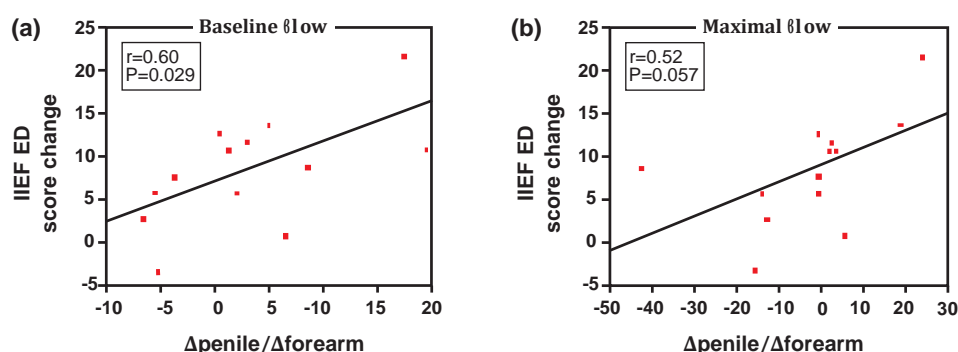 (a)
Baseline ϐlow
r=0.60
P=0.029
IIEF ED
score change
25
20
15
10
5
0
-5
-10 -5 0 5 -10 15 20
Δpenile/Δforearm
(b)
Maximal ϐlow
r=0.52
P=0.057
IIEF ED
score change
25
20
15
10
5
0
-5
-50 -40 -30 -20 -10 0 10 20 30
Δpenile/Δforearm